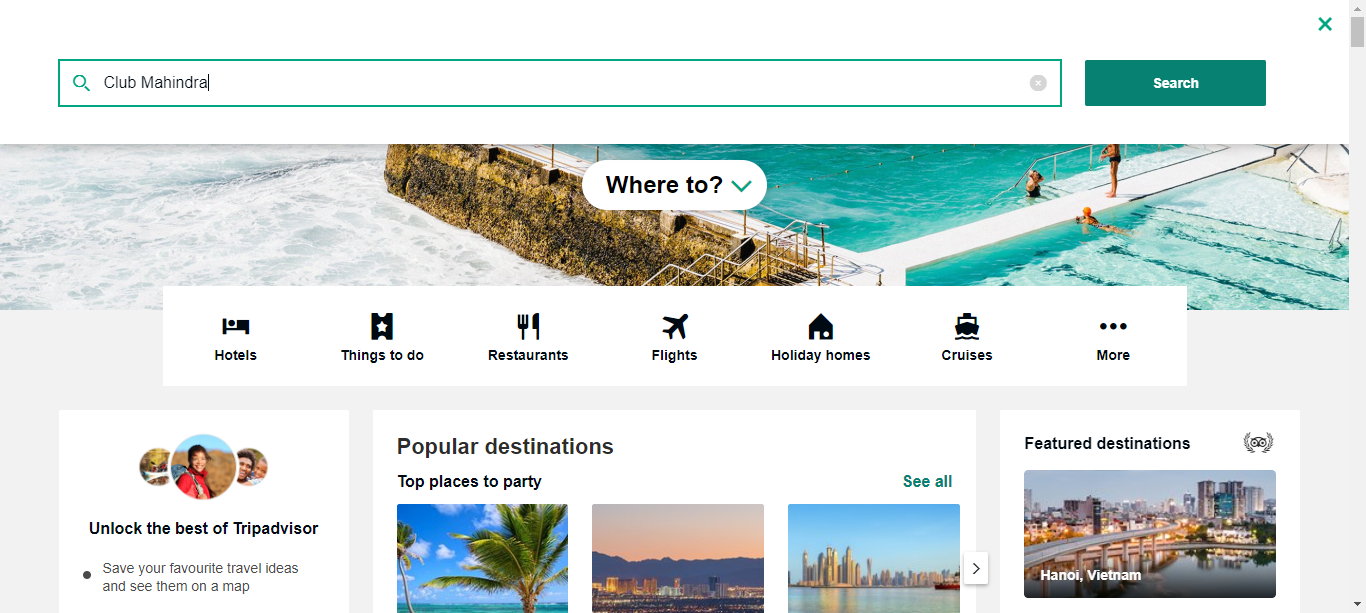 Club Mahindra
Search
Where to?
Hotels
Things to do
Restaurants
Flights
Holiday homes
Cruises
More
Unlock the best of Tripadvisor
Save your favourite travel ideas
and see them on a map
Popular destinations
Top places to party
See all
Featured destinations
Hanoi, Vietnam